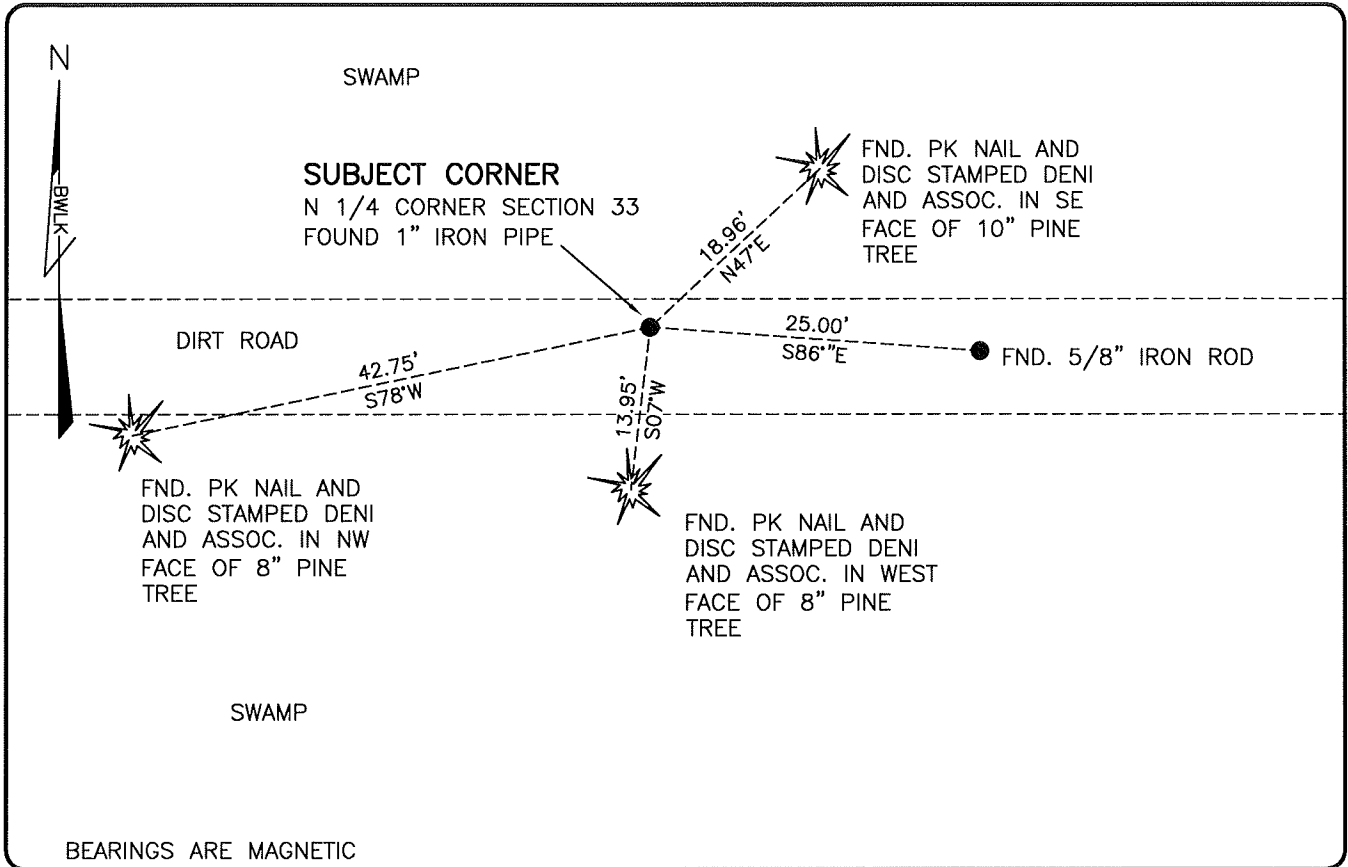 N
SWAMP
BWLK
SUBJECT CORNER
N 1/4 CORNER SECTION 33
FOUND 1" IRON PIPE
FND. PK NAIL AND
DISC STAMPED DENI
AND ASSOC. IN SE
FACE OF 10" PINE
TREE
18.96'
N47°E
DIRT ROAD
25.00'
S86°"E
FND. 5/8" IRON ROD
42.75'
S78°W
13.95'
S07°W
FND. PK NAIL AND
DISC STAMPED DENI
AND ASSOC. IN NW
FACE OF 8" PINE
TREE
FND. PK NAIL AND
DISC STAMPED DENI
AND ASSOC. IN WEST
FACE OF 8" PINE
TREE
SWAMP
BEARINGS ARE MAGNETIC